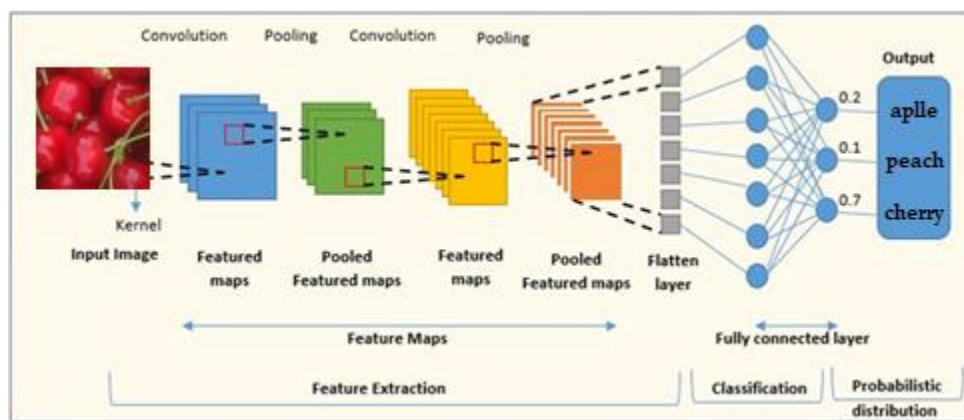 Convolution Pooling Convolution Pooling
Output
0.2 aplle
0.1 peach
0.7 cherry
Kernel
Input Image
Featured
maps
Pooled
Featured maps
Featured
maps
Pooled
Featured maps
Flatten
layer
Feature Maps
Fully connected layer
Feature Extraction
Classification
Probabilistic
distribution